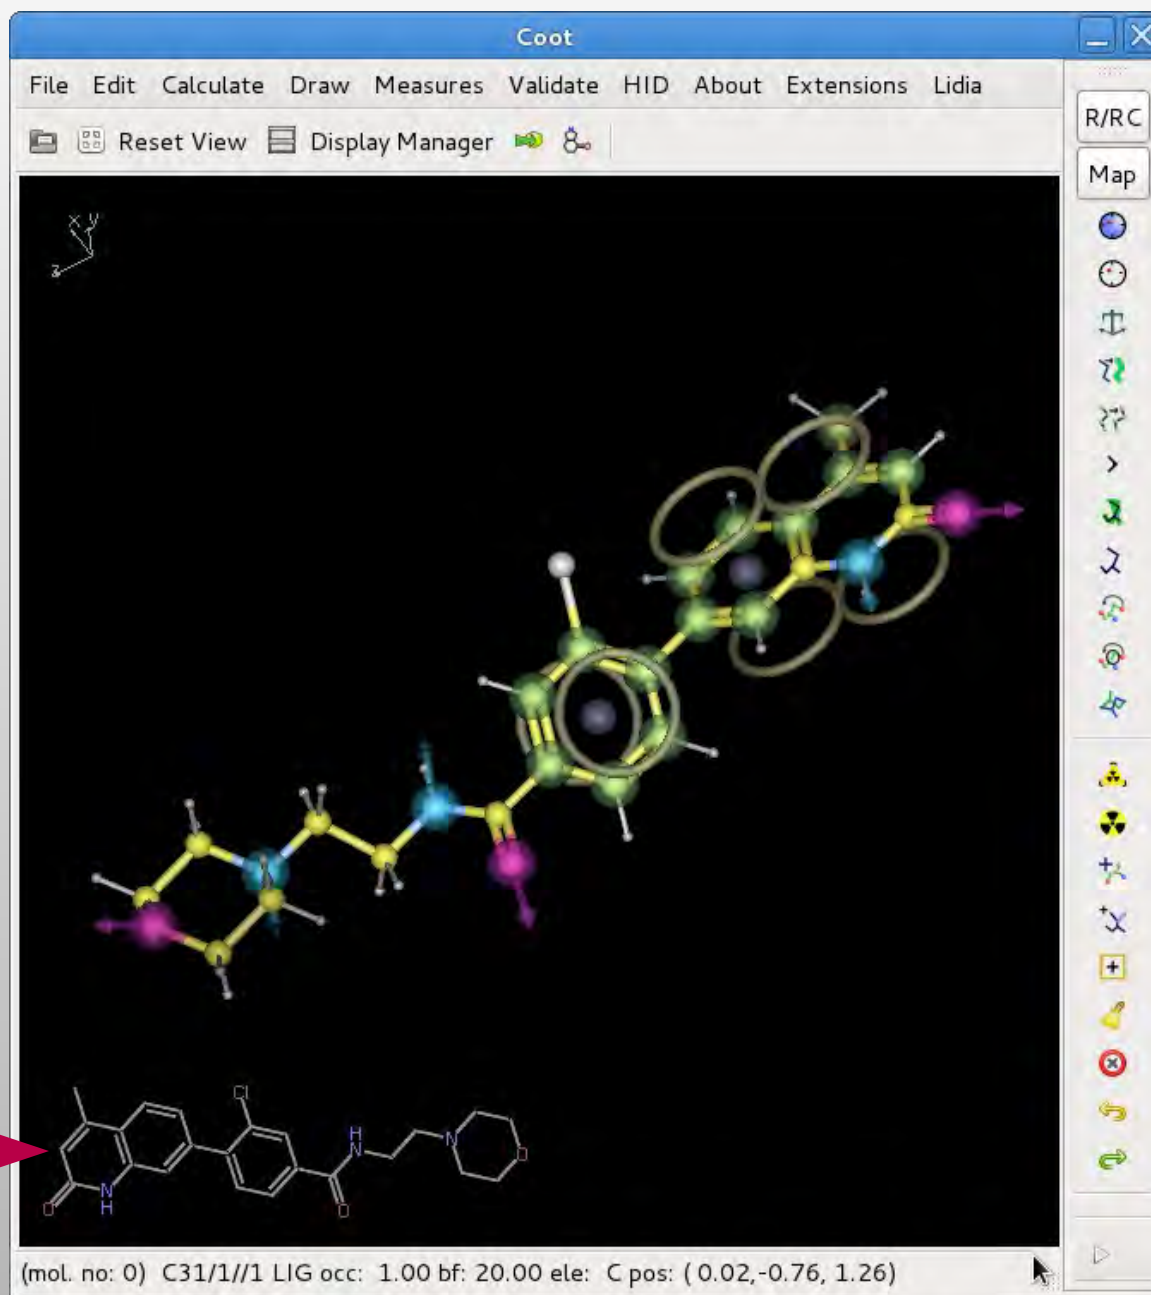 Coot
File Edit Calculate Draw Measures Validate HID About Extensions Lidia
R/RC
Reset View Display Manager
Map
x y
z
Cl
H
N
N
O
N
H
O
O
(mol. no: 0) C31/1//1 LIG occ: 1.00 bf: 20.00 ele: C pos: ( 0.02,-0.76, 1.26)